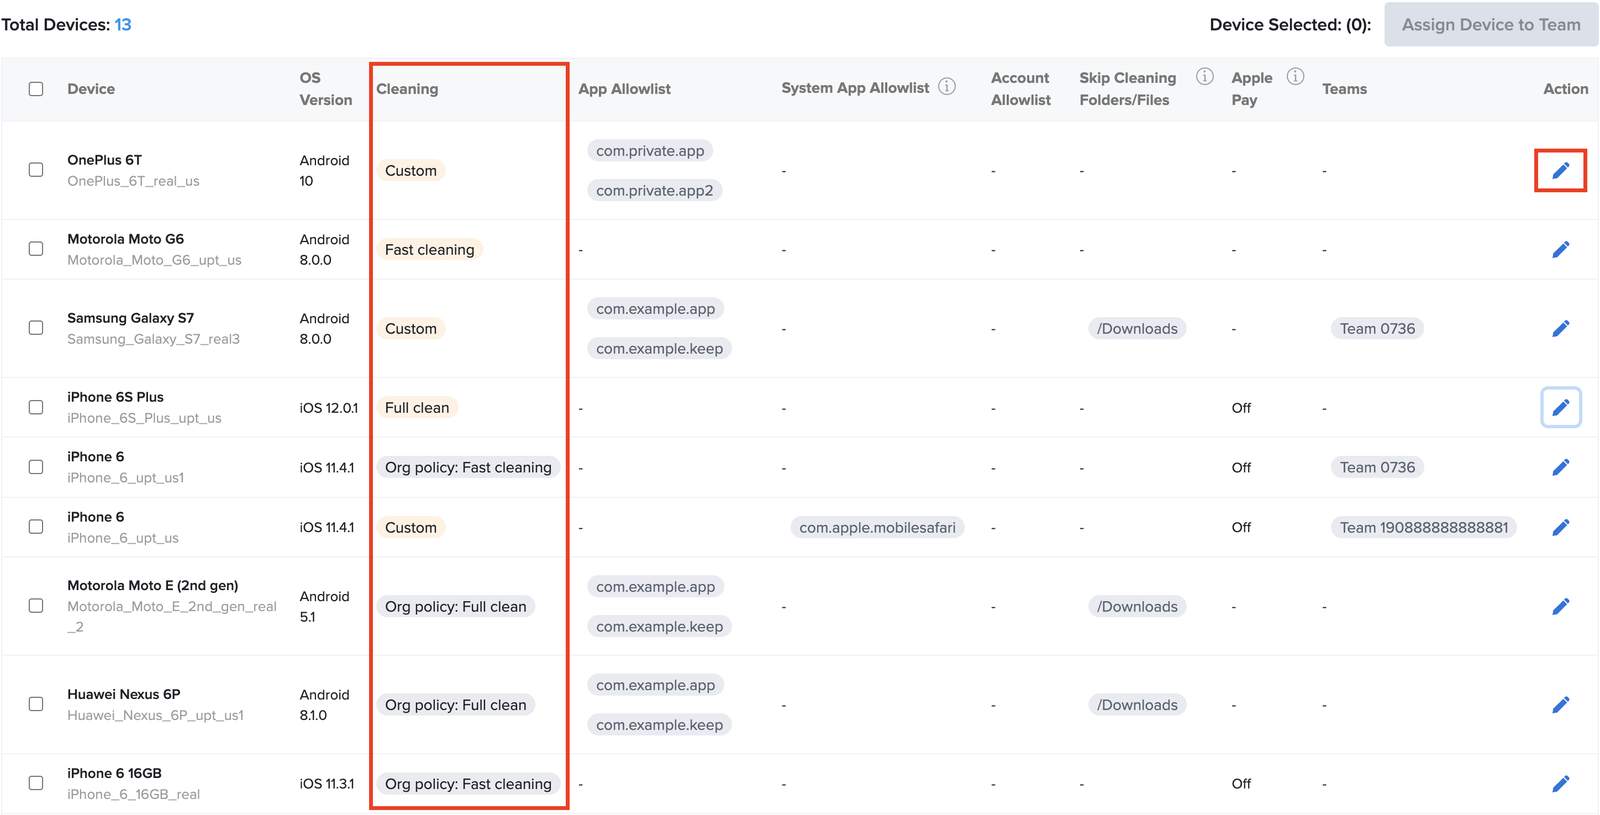 Total Devices: 13
Device Selected: (0):
Assign Device to Team
Device
OS
Version
Cleaning
App Allowlist
System App Allowlist
Account
Allowlist
Skip Cleaning
Folders/Files
Apple
Pay
Teams
Action
OnePlus 6T
OnePlus_6T_real_us
Android
10
Custom
com.private.app
com.private.app2
-
-
-
-
-
Motorola Moto G6
Motorola_Moto_G6_upt_us
Android
8.0.0
Fast cleaning
-
-
-
-
-
-
Samsung Galaxy S7
Samsung_Galaxy_S7_real3
Android
8.0.0
Custom
com.example.app
com.example.keep
-
-
/Downloads
-
Team 0736
iPhone 6S Plus
iPhone_6S_Plus_upt_us
iOS 12.0.1
Full clean
-
-
-
-
Off
-
iPhone 6
iPhone_6_upt_us1
iOS 11.4.1
Org policy: Fast cleaning
-
-
-
-
Off
Team 0736
iPhone 6
iPhone_6_upt_us
iOS 11.4.1
Custom
-
com.apple.mobilesafari
-
-
Off
Team 190888888888881
Motorola Moto E (2nd gen)
Motorola_Moto_E_2nd_gen_real
_2
Android
5.1
Org policy: Full clean
com.example.app
com.example.keep
-
-
/Downloads
-
-
Huawei Nexus 6P
Huawei_Nexus_6P_upt_us1
Android
8.1.0
Org policy: Full clean
com.example.app
com.example.keep
-
-
/Downloads
-
-
iPhone 6 16GB
iPhone_6_16GB_real
iOS 11.3.1
Org policy: Fast cleaning
-
-
-
-
Off
-